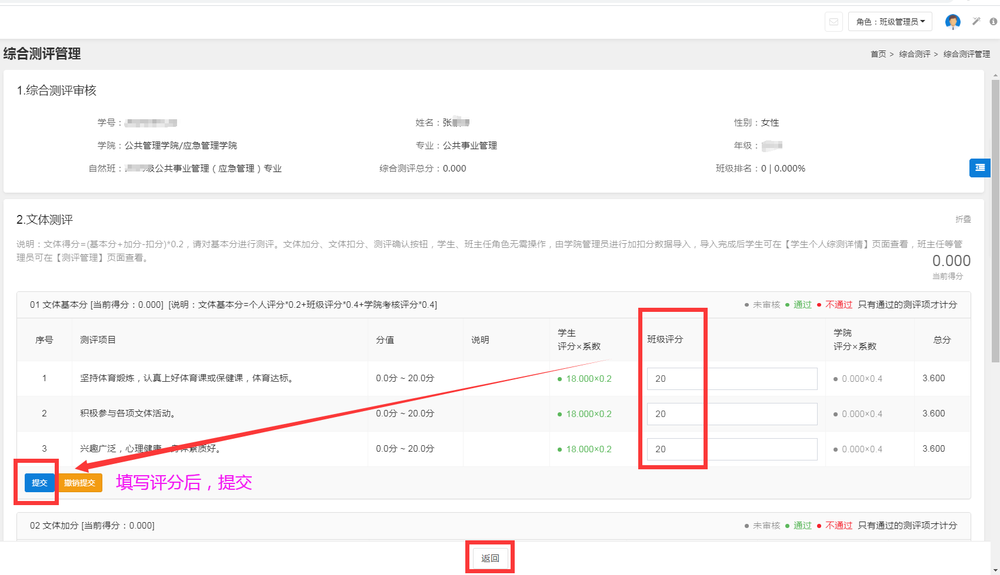 角色：班级管理员
综合测评管理
首页 > 综合测评 > 综合测评管理
1.综合测评审核
学号：
姓名：张
性别：女性
学院：公共管理学院/应急管理学院
专业：公共事业管理
年级：
自然班：级公共事业管理（应急管理）专业
综合测评总分：0.000
班级排名：0 | 0.000%
2.文体测评
折叠
说明：文体得分=(基本分+加分-扣分)*0.2，请对基本分进行测评。文体加分、文体扣分、测评确认按钮，学生、班主任角色无需操作，由学院管理员进行加扣分数据导入，导入完成后学生可在【学生个人综测详情】页面查看，班主任等管
理员可在【测评管理】页面查看。
0.000
当前得分
01 文体基本分 [当前得分：0.000] [说明：文体基本分=个人评分*0.2+班级评分*0.4+学院考核评分*0.4]
未审核 通过 不通过 只有通过的测评项才计分
序号 测评项目 分值 说明 学生 评分×系数 班级评分 学院 评分×系数 总分
1 坚持体育煅炼，认真上好体育课或保健课，体育达标。 0.0分 ~ 20.0分 18.000×0.2 20 0.000×0.4 3.600
2 积极参与各项文体活动。 0.0分 ~ 20.0分 18.000×0.2 20 0.000×0.4 3.600
3 兴趣广泛，心理健康，身体素质好。 0.0分 ~ 20.0分 18.000×0.2 20 0.000×0.4 3.600
提交 撤销提交 填写评分后，提交
02 文体加分 [当前得分：0.000]
未审核 通过 不通过 只有通过的测评项才计分
返回